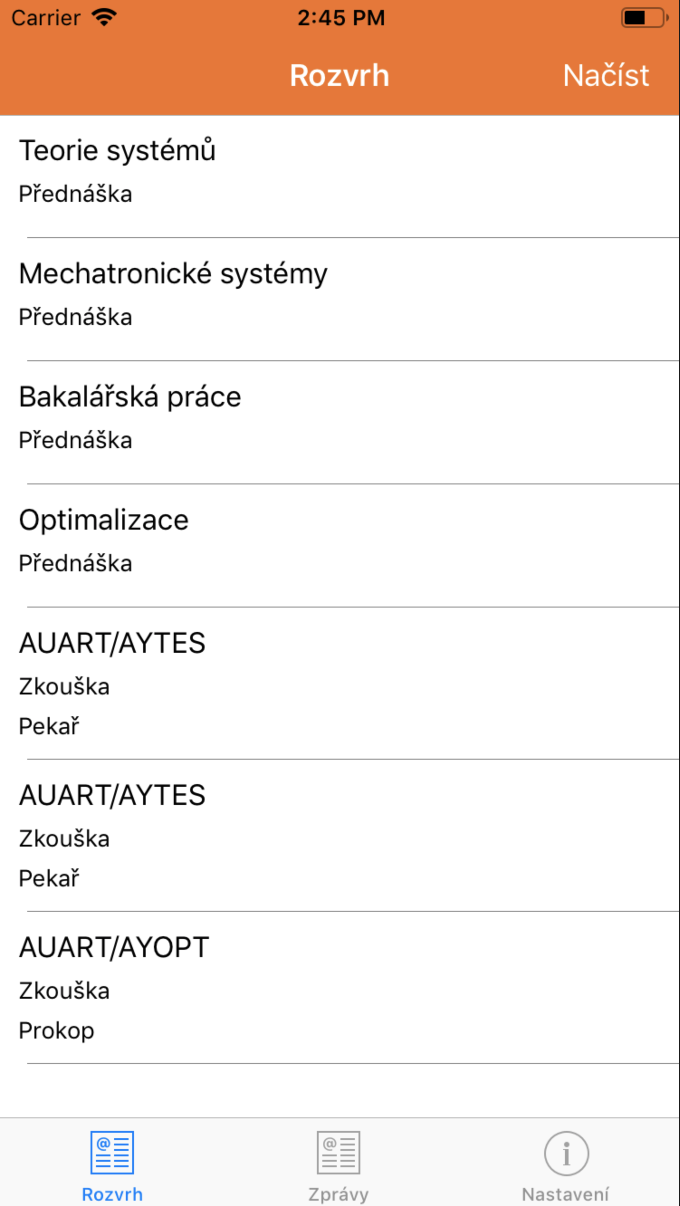 Carrier 2:45 PM
Rozvrh Načíst
Teorie systémů
Přednáška
Mechatronické systémy
Přednáška
Bakalářská práce
Přednáška
Optimalizace
Přednáška
AUART/AYTES
Zkouška
Pekař
AUART/AYTES
Zkouška
Pekař
AUART/AYOPT
Zkouška
Prokop
@ @ i
Rozvrh Zprávy Nastavení